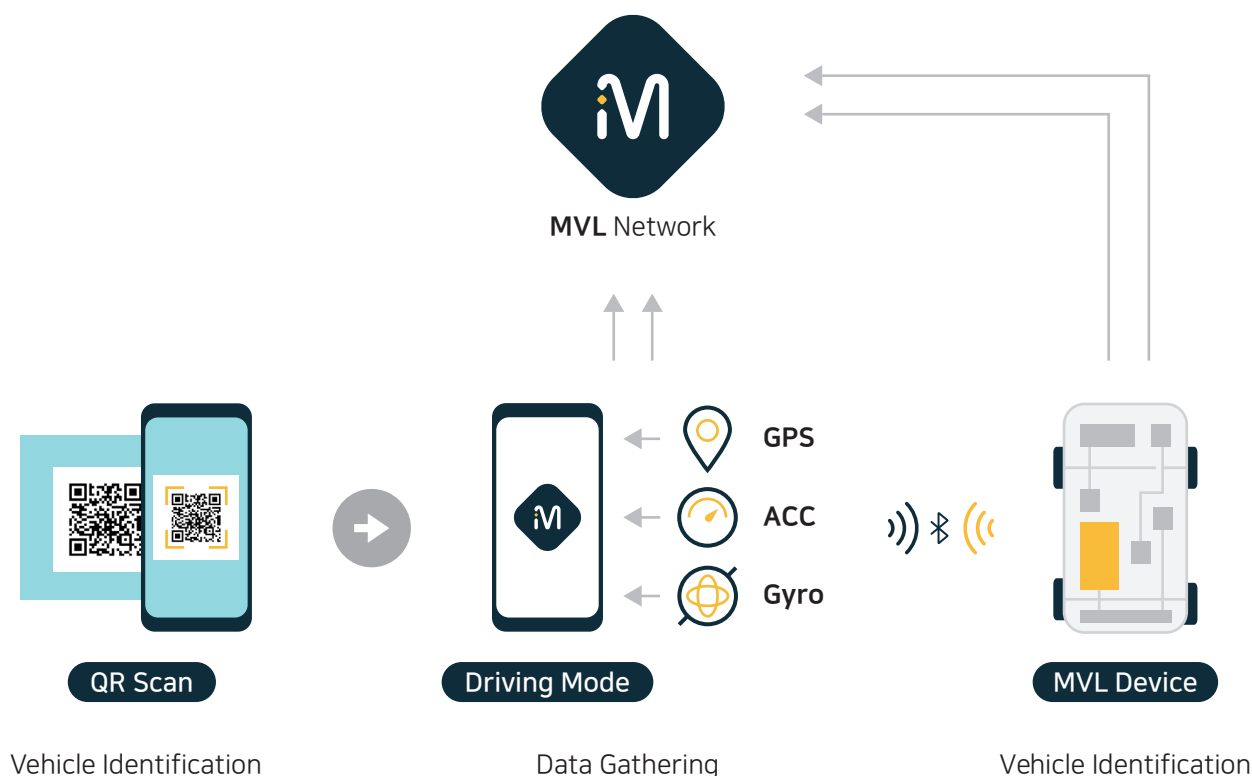 MVL Network
GPS
ACC
Gyro
QR Scan
Driving Mode
MVL Device
Vehicle Identification
Data Gathering
Vehicle Identification